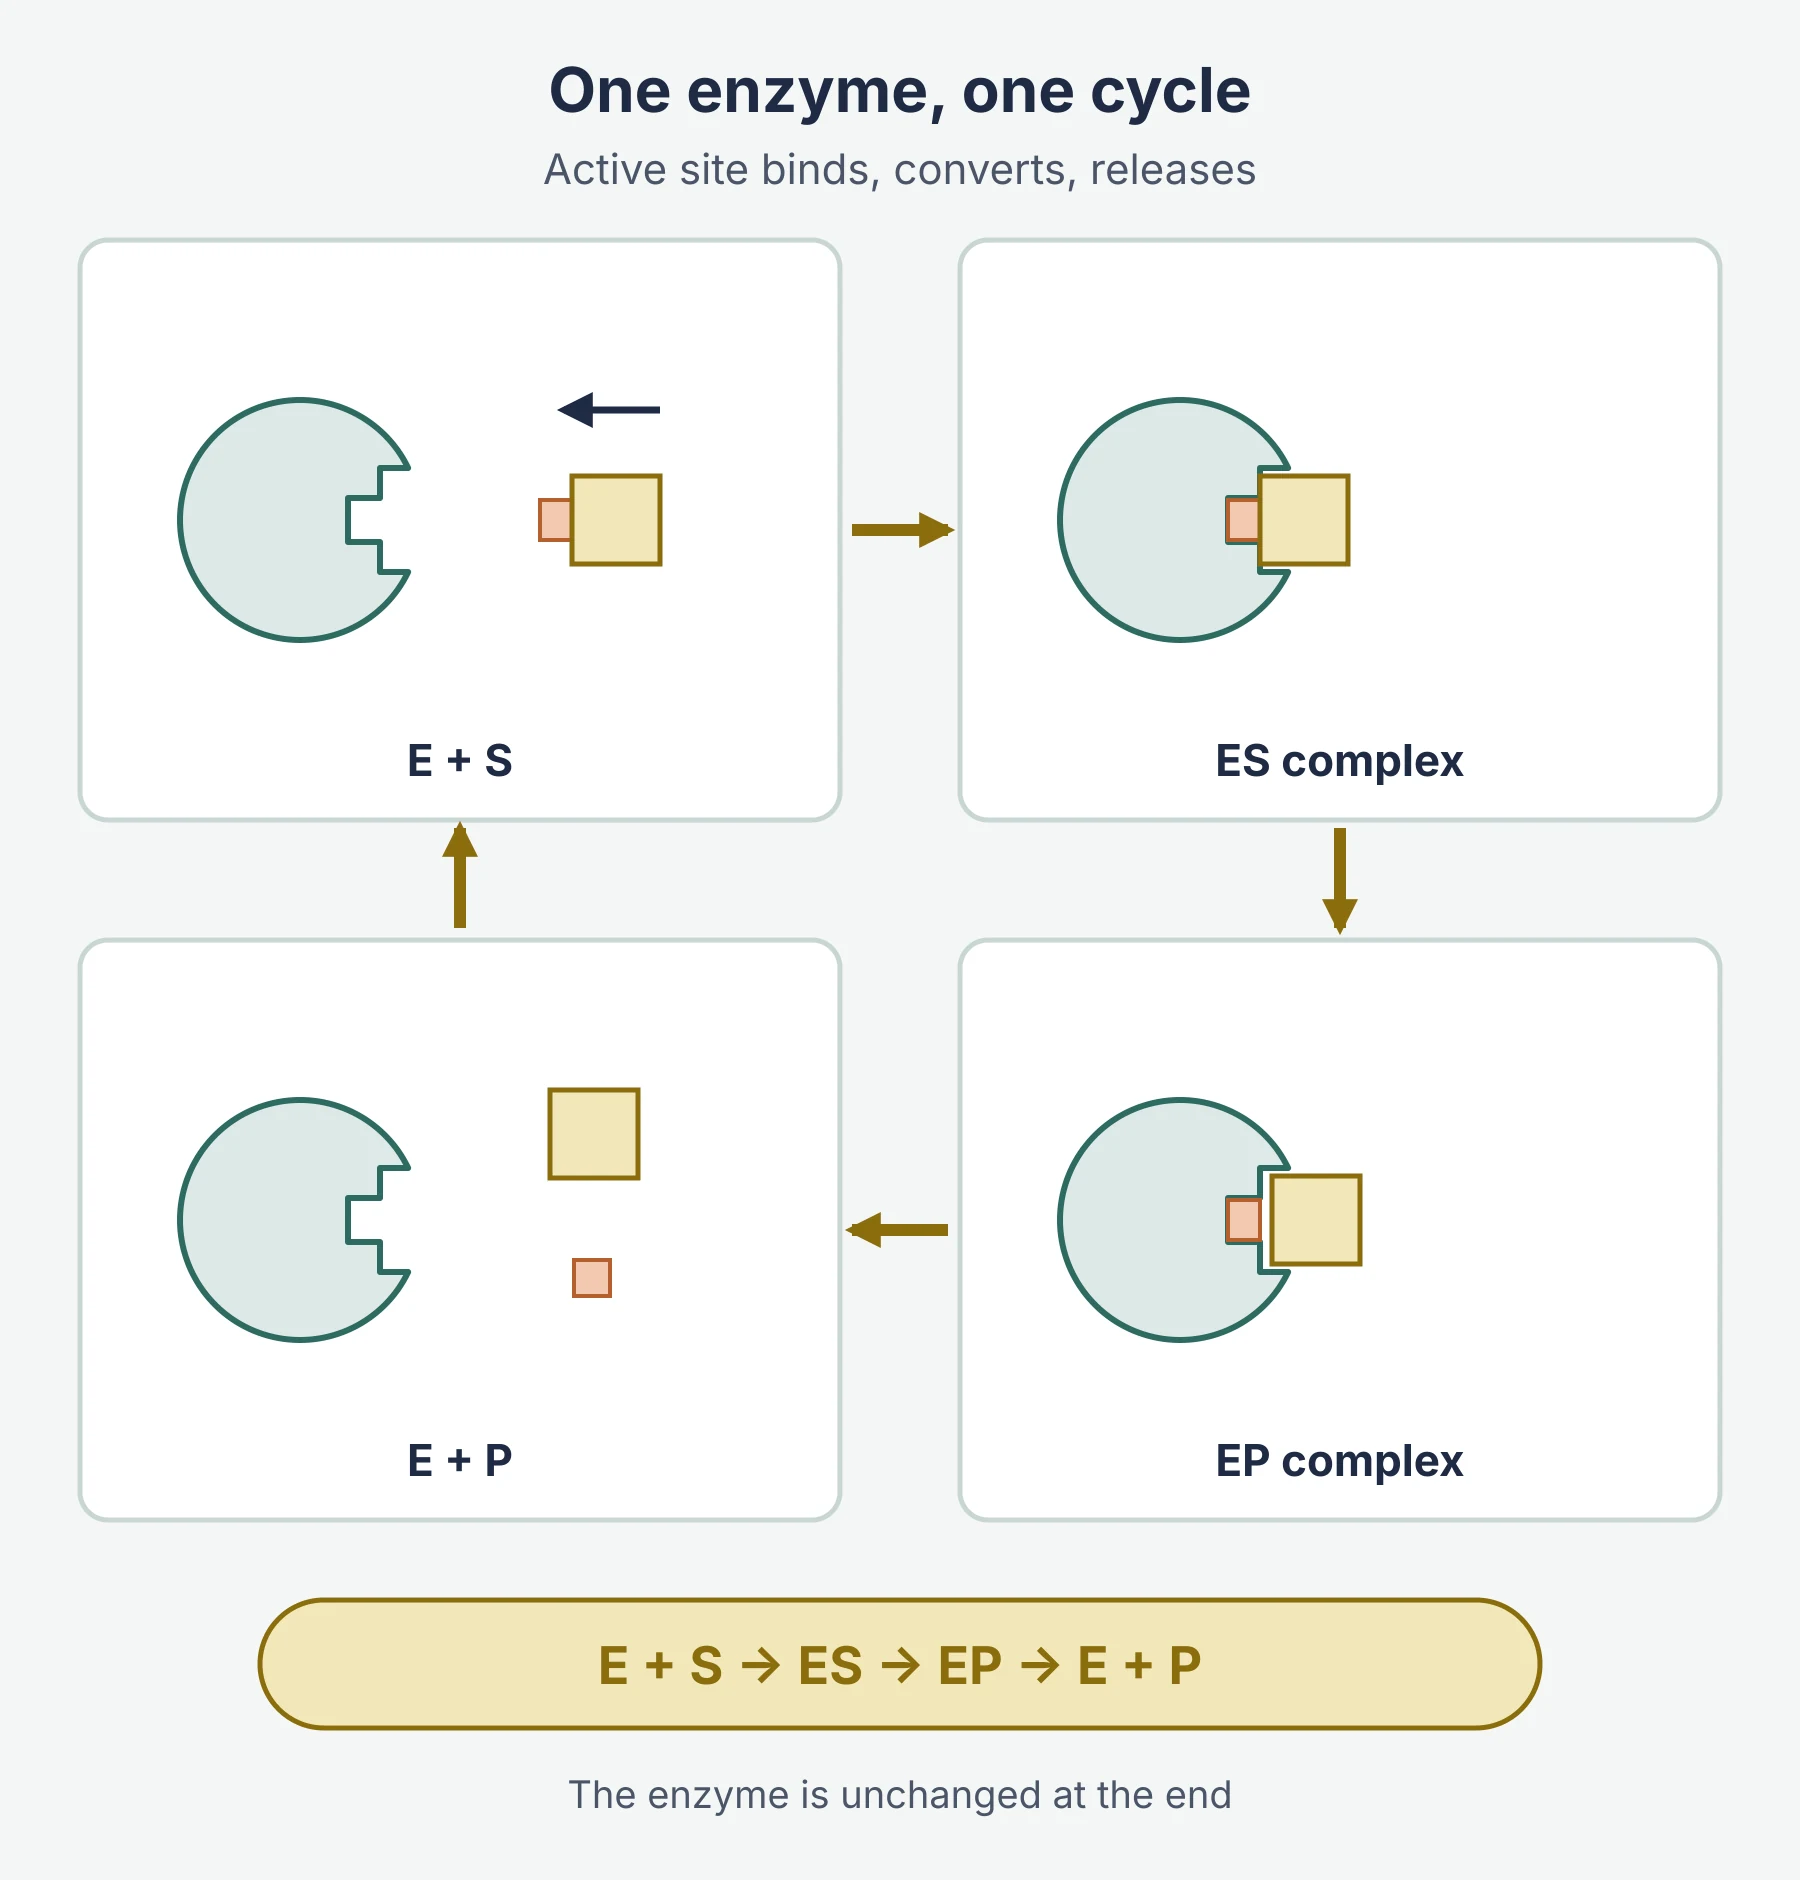 One enzyme, one cycle
Active site binds, converts, releases
E + S
ES complex
E + P
EP complex
E + S → ES → EP → E + P
The enzyme is unchanged at the end